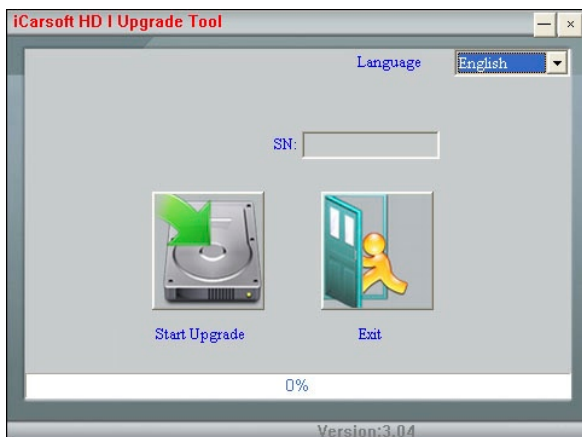 iCarsoft HD I Upgrade Tool
Language English
SN:
Start Upgrade Exit
0%
Version:3.04